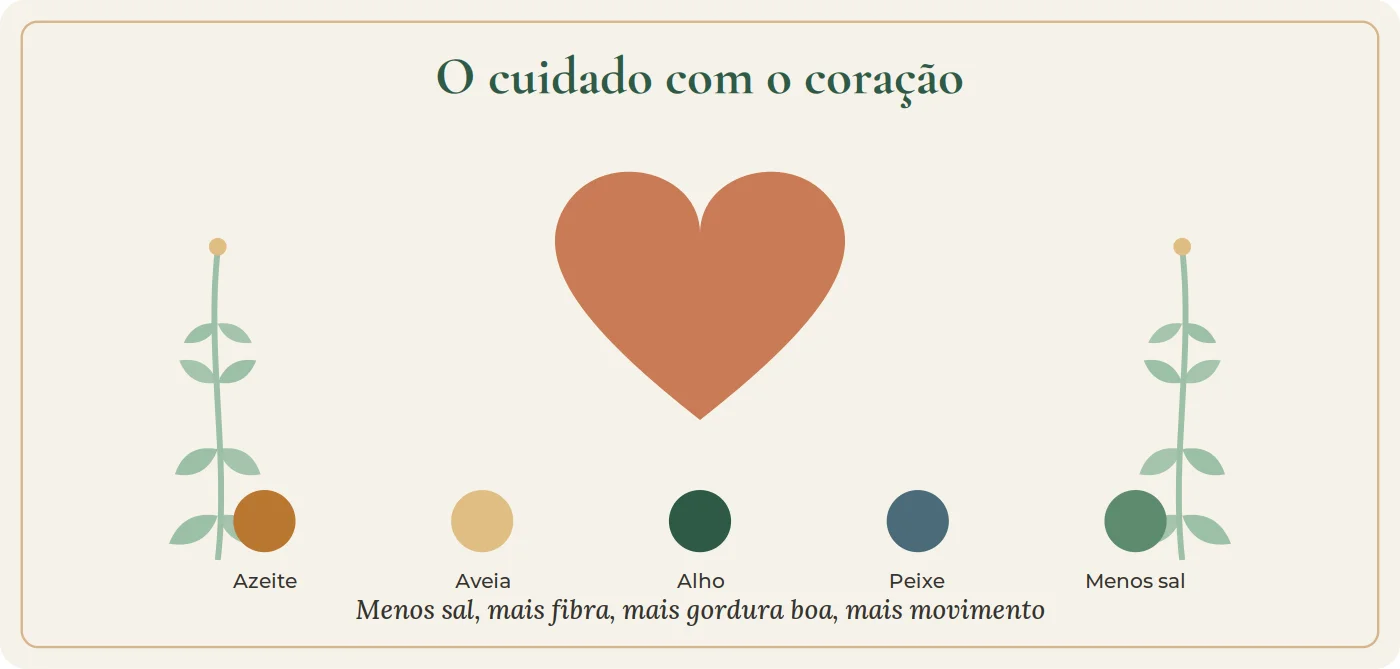 O cuidado com o coração
Azeite
Aveia
Alho
Peixe
Menos sal
Menos sal, mais fibra, mais gordura boa, mais movimento